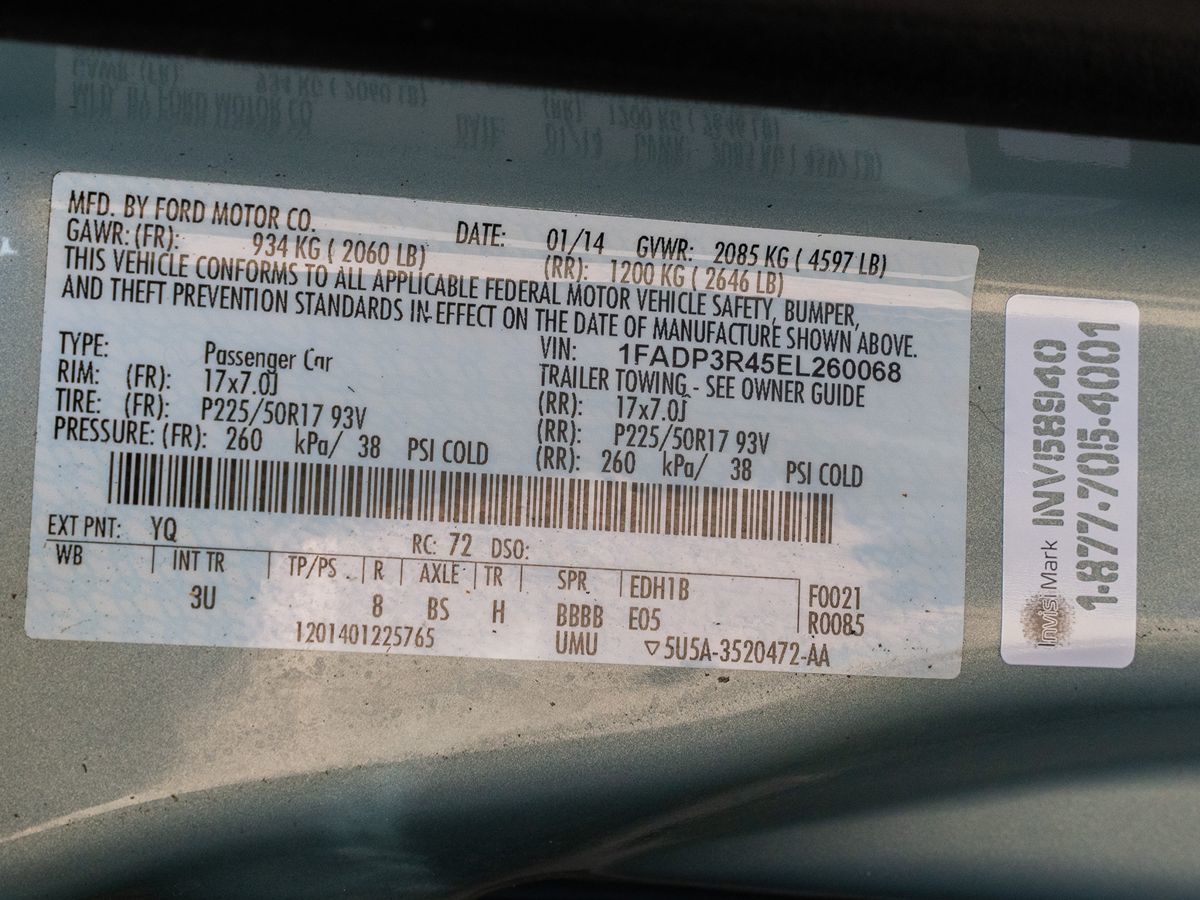 MFD. BY FORD MOTOR CO.
DATE: 01/14 GVWR: 2085 KG ( 4597 LB)
GAWR: (FR): 934 KG ( 2060 LB) (RR): 1200 KG ( 2646 LB)
THIS VEHICLE CONFORMS TO ALL APPLICABLE FEDERAL MOTOR VEHICLE SAFETY, BUMPER,
AND THEFT PREVENTION STANDARDS IN EFFECT ON THE DATE OF MANUFACTURE SHOWN ABOVE.
VIN: 1FADP3R45EL260068
TYPE: Passenger Car TRAILER TOWING - SEE OWNER GUIDE
RIM: (FR): 17x7.0J (RR): 17x7.0J
TIRE: (FR): P225/50R17 93V (RR): P225/50R17 93V
PRESSURE: (FR): 260 kPa/ 38 PSI COLD (RR): 260 kPa/ 38 PSI COLD
EXT PNT: YQ RC: 72 DSO:
WB INT TR TP/PS R AXLE TR SPR EDH1B F0021
3U 8 BS H BBBB E05 R0085
1201401225765 UMU ▽5U5A-3520472-AA
InvisiMark INV158940
1-877-705-4001